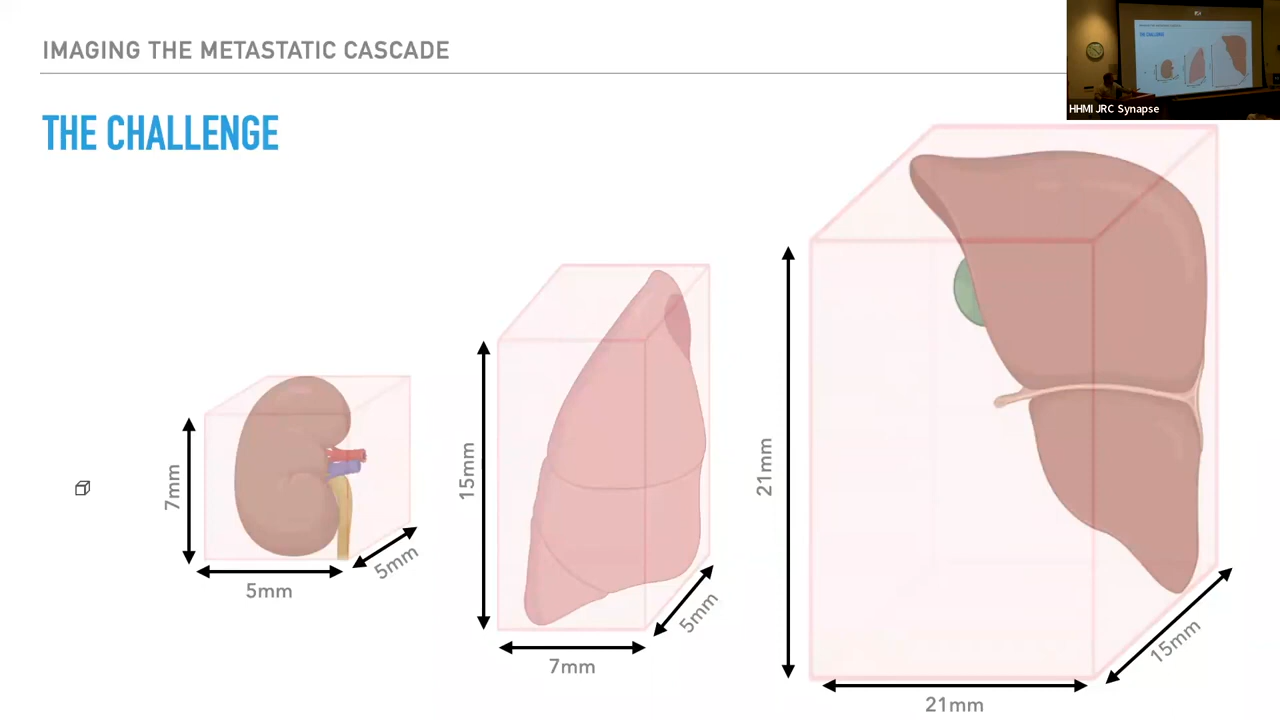 IMAGING THE METASTATIC CASCADE
THE CHALLENGE
HHMI JRC Synapse
7mm
5mm
5mm
15mm
7mm
5mm
21mm
21mm
15mm